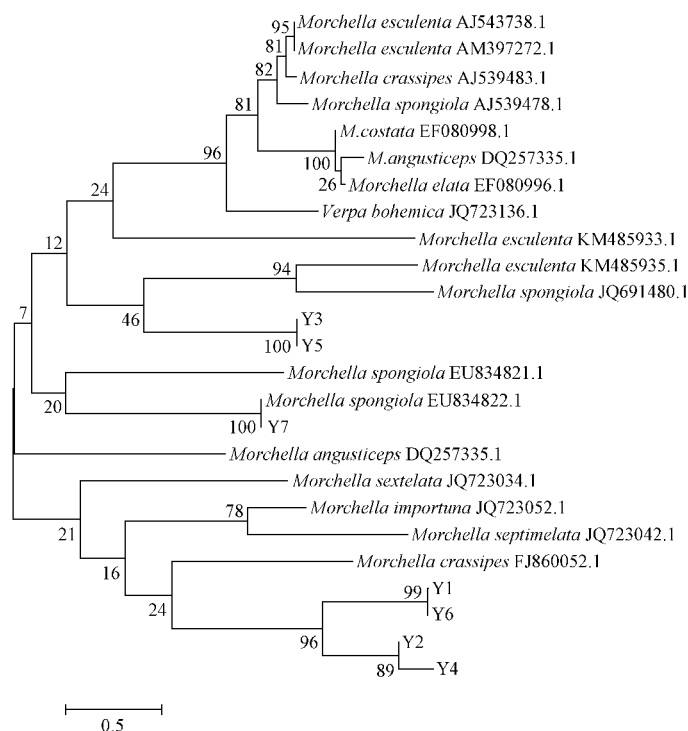 Morchella esculenta AJ543738.1
95
Morchella esculenta AM397272.1
81
Morchella crassipes AJ539483.1
82
Morchella spongiola AJ539478.1
81
M.costata EF080998.1
100
M.angusticeps DQ257335.1
96
26
Morchella elata EF080996.1
24
Verpa bohemica JQ723136.1
Morchella esculenta KM485933.1
12
Morchella esculenta KM485935.1
94
Morchella spongiola JQ691480.1
7
46
Y3
100
Y5
Morchella spongiola EU834821.1
20
Morchella spongiola EU834822.1
100
Y7
Morchella angusticeps DQ257335.1
Morchella sextelata JQ723034.1
21
78
Morchella importuna JQ723052.1
Morchella septimelata JQ723042.1
16
Morchella crassipes FJ860052.1
24
99
Y1
Y6
96
Y2
89
Y4
0.5